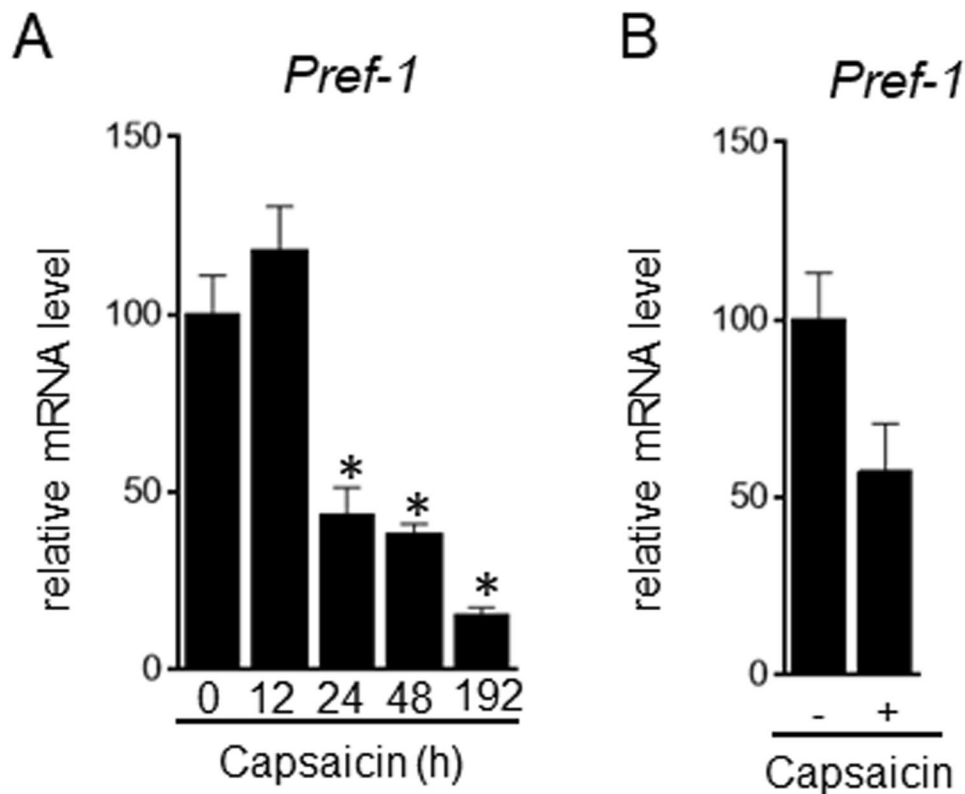 A
Pref-1
150
100
50
0
relative mRNA level
* * *
0 12 24 48 192
Capsaicin (h)
B
Pref-1
150
100
50
0
relative mRNA level
- +
Capsaicin